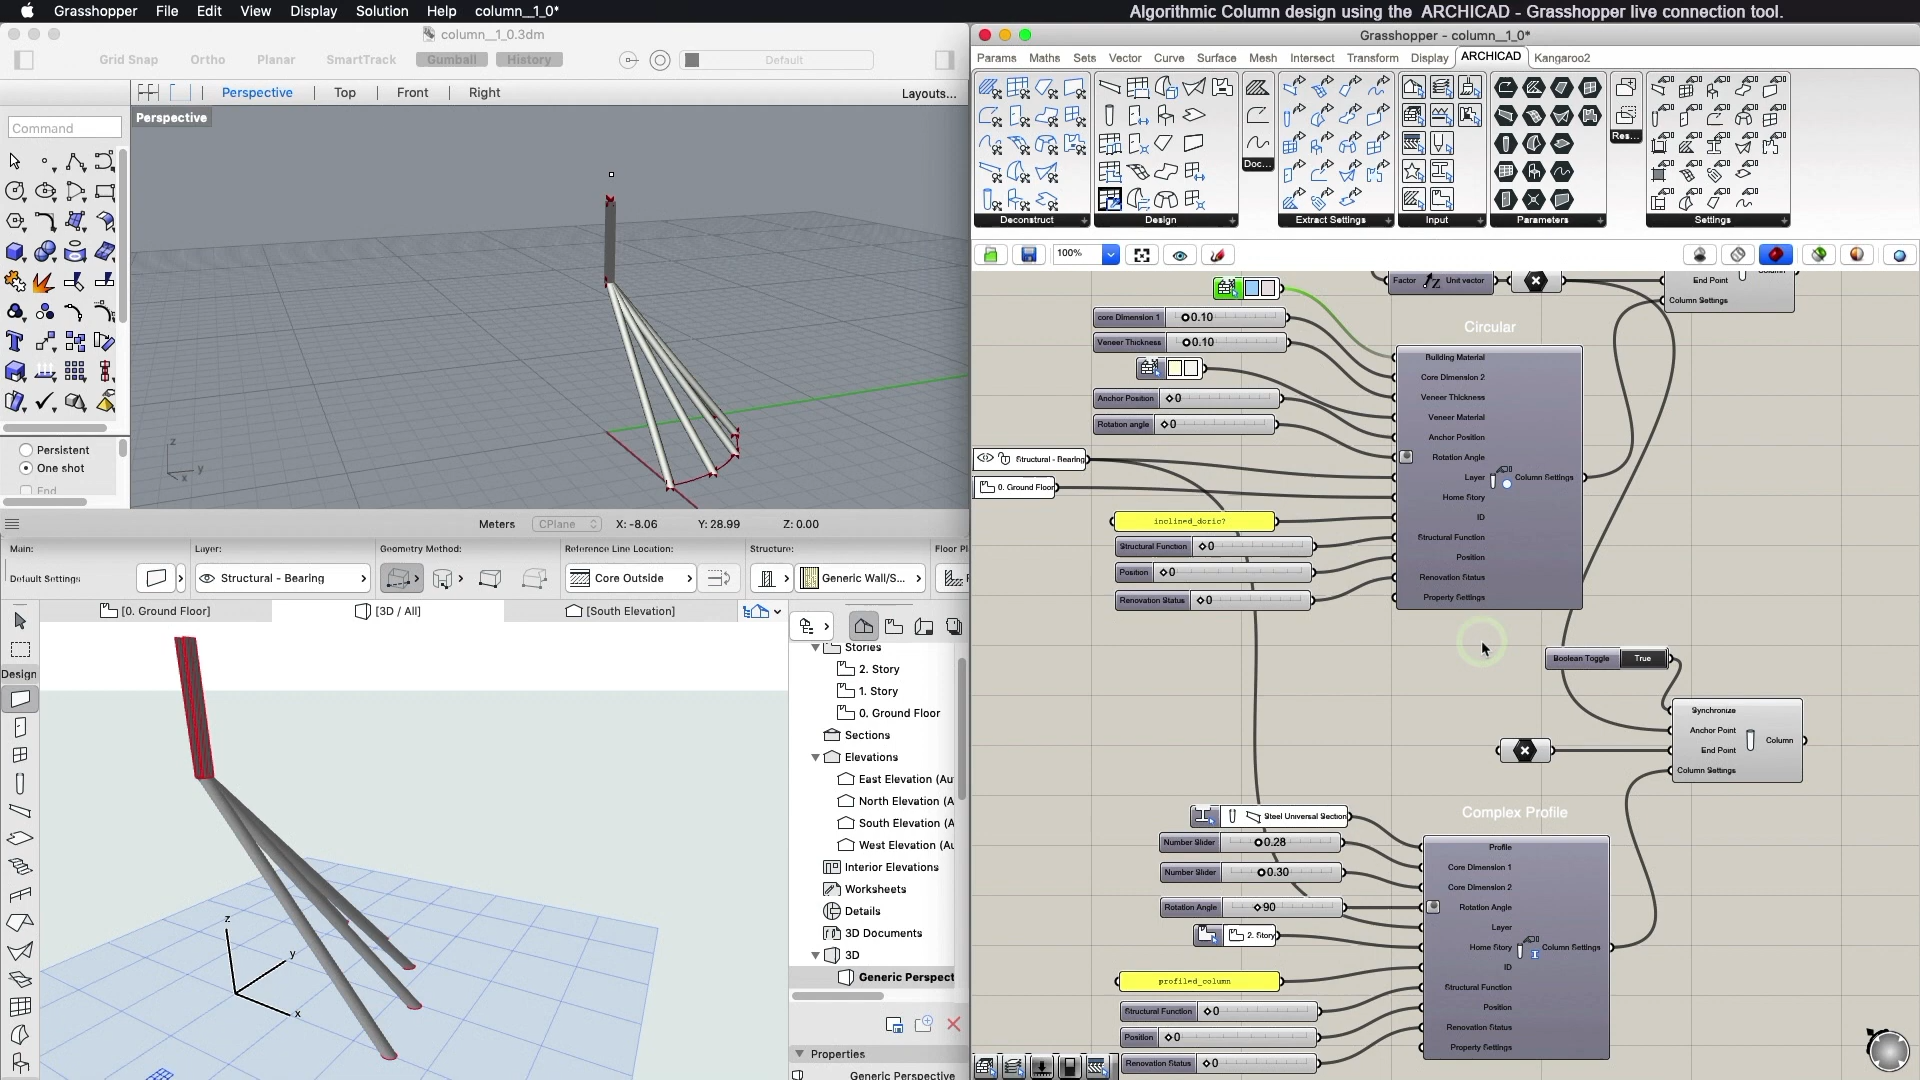 Grasshopper File Edit View Display Solution Help column__1_0*
Algorithmic Column design using the ARCHICAD - Grasshopper live connection tool.
column__1_0.3dm
Grid Snap Ortho Planar SmartTrack Gumball History Default
Perspective Top Front Right Layouts...
Perspective
Command
Persistent
One shot
End
z
y
x
Meters CPlane X: -8.06 Y: 28.99 Z: 0.00
Main: Layer: Geometry Method: Reference Line Location: Structure: Floor Pl
Default Settings Structural - Bearing Core Outside Generic Wall/S...
[0. Ground Floor] [3D / All] [South Elevation]
Design
z
y
x
Stories
2. Story
1. Story
0. Ground Floor
Sections
Elevations
East Elevation (Au
North Elevation (A
South Elevation (A
West Elevation (Au
Interior Elevations
Worksheets
Details
3D Documents
3D
Generic Perspect
Properties
Generic Perspective
Grasshopper - column__1_0*
Params Maths Sets Vector Curve Surface Mesh Intersect Transform Display ARCHICAD Kangaroo2
Deconstruct Design Doc... Extract Settings Input Parameters Res... Settings
100%
Factor Unit vector
End Point
Column Settings
Column
Circular
core Dimension 1 0.10
Veneer Thickness 0.10
Anchor Position 0
Rotation angle 0
Structural - Bearing
0. Ground Floor
inclined_doric?
Structural Function 0
Position 0
Renovation Status 0
Building Material
Core Dimension 2
Veneer Thickness
Veneer Material
Anchor Position
Rotation Angle
Layer
Home Story
ID
Structural Function
Position
Renovation Status
Property Settings
Column Settings
Boolean Toggle True
Synchronize
Anchor Point
End Point
Column Settings
Column
Complex Profile
Steel Universal Section
Number Slider 0.28
Number Slider 0.30
Rotation Angle 90
2. Story
profiled_column
Structural Function 0
Position 0
Renovation Status 0
Profile
Core Dimension 1
Core Dimension 2
Rotation Angle
Layer
Home Story
ID
Structural Function
Position
Renovation Status
Property Settings
Column Settings